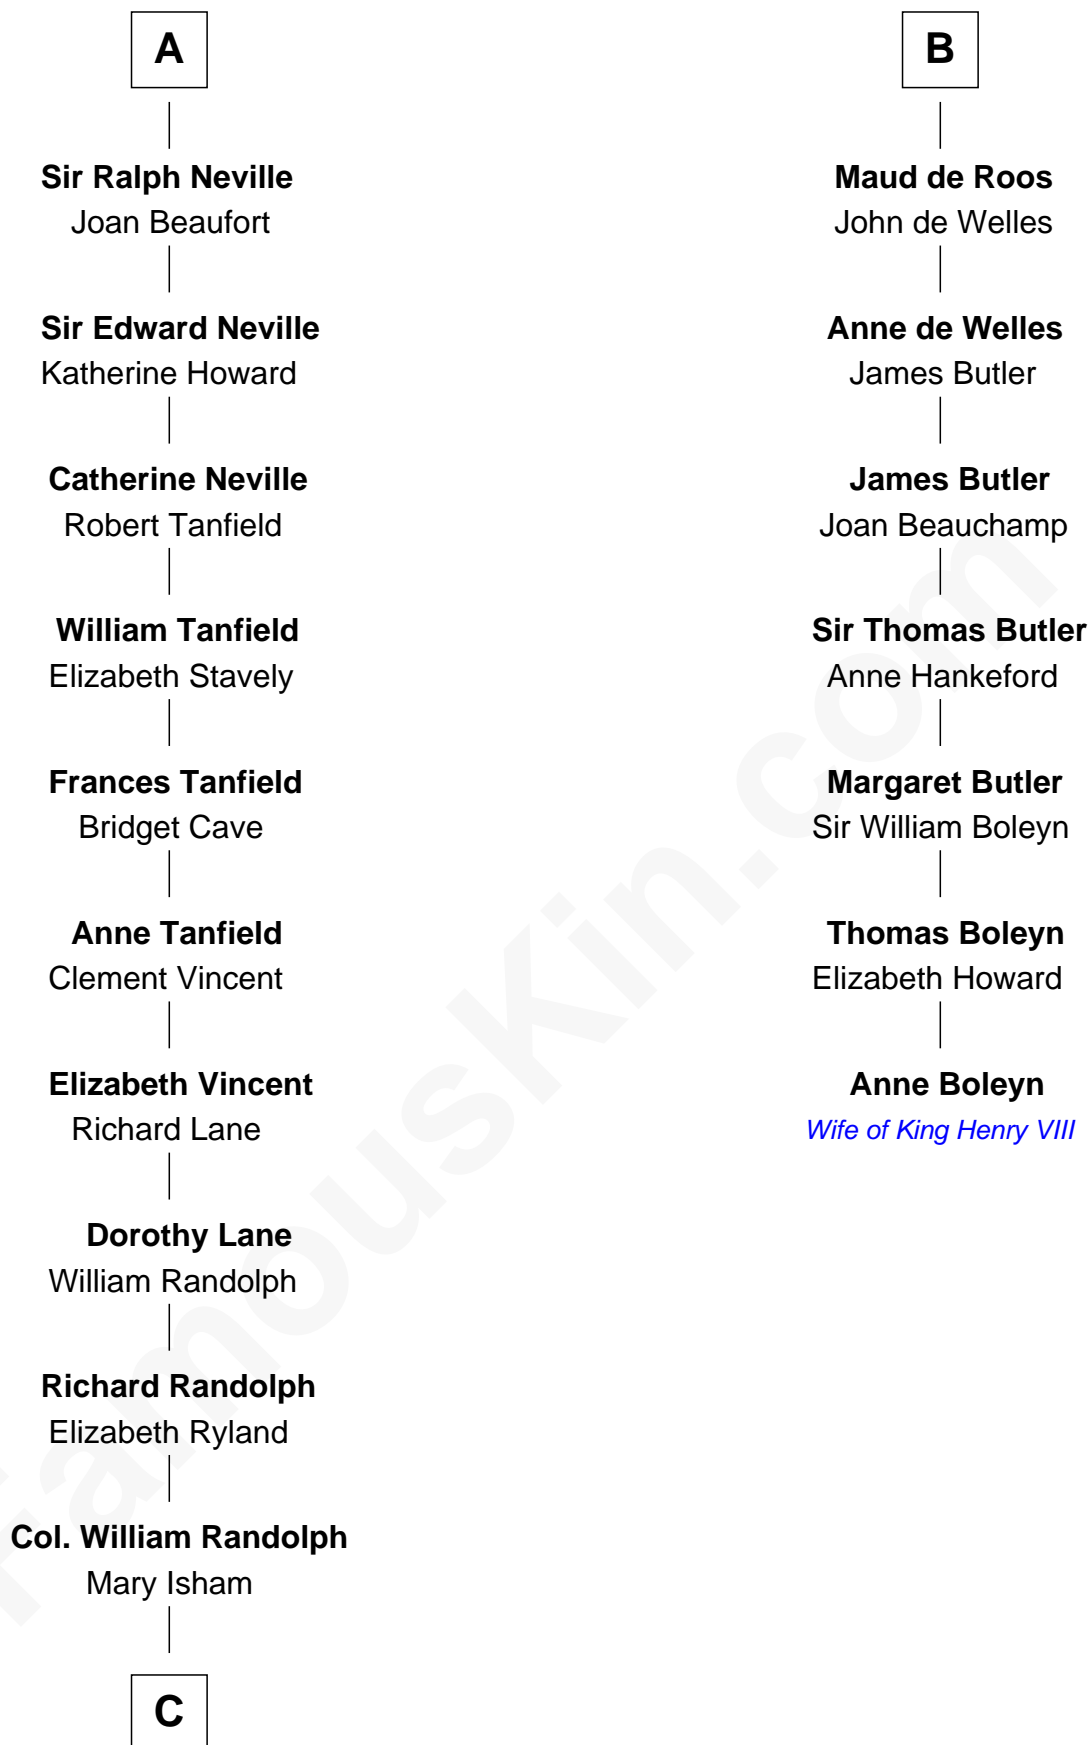 A
Sir Ralph Neville
Joan Beaufort
Sir Edward Neville
Katherine Howard
Catherine Neville
Robert Tanfield
William Tanfield
Elizabeth Stavely
Frances Tanfield
Bridget Cave
Anne Tanfield
Clement Vincent
Elizabeth Vincent
Richard Lane
Dorothy Lane
William Randolph
Richard Randolph
Elizabeth Ryland
Col. William Randolph
Mary Isham
C
B
Maud de Roos
John de Welles
Anne de Welles
James Butler
James Butler
Joan Beauchamp
Sir Thomas Butler
Anne Hankeford
Margaret Butler
Sir William Boleyn
Thomas Boleyn
Elizabeth Howard
Anne Boleyn
Wife of King Henry VIII
FamousKin.com